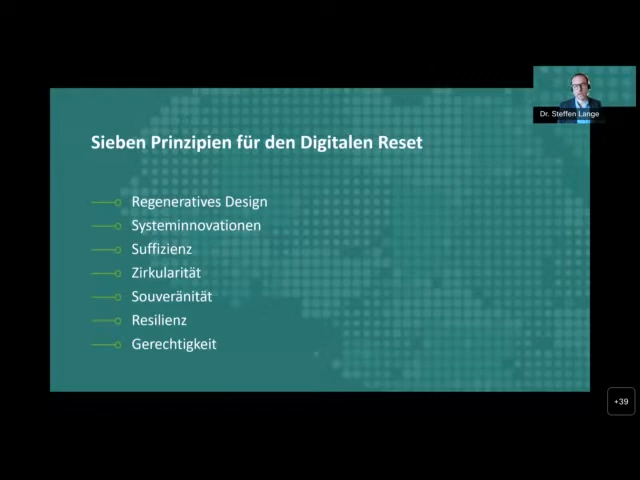 Dr. Steffen Lange
Sieben Prinzipien für den Digitalen Reset
Regeneratives Design
Systeminnovationen
Suffizienz
Zirkularität
Souveränität
Resilienz
Gerechtigkeit
+39